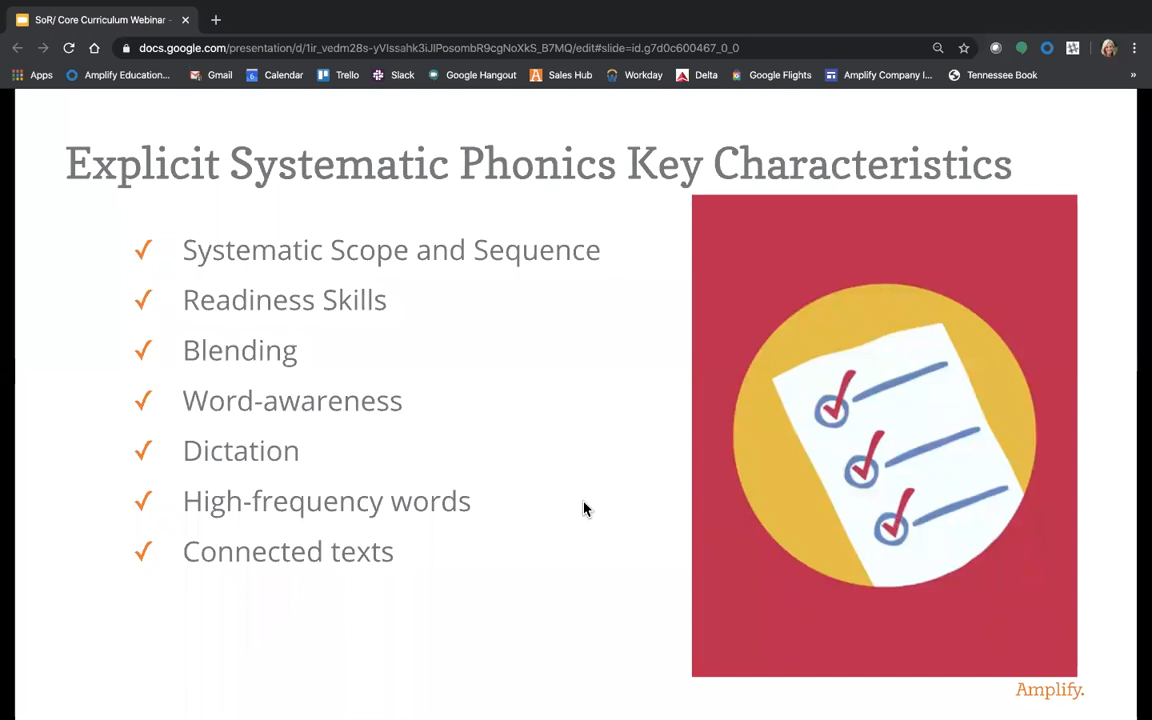 SoR/ Core Curriculum Webinar -
docs.google.com/presentation/d/1ir_vedm28s-yVIssahk3iJlPosombR9cgNoXkS_B7MQ/edit#slide=id.g7d0c600467_0_0
Apps Amplify Education... Gmail Calendar Trello Slack Google Hangout Sales Hub Workday Delta Google Flights Amplify Company I... Tennessee Book »
Explicit Systematic Phonics Key Characteristics
✓ Systematic Scope and Sequence
✓ Readiness Skills
✓ Blending
✓ Word-awareness
✓ Dictation
✓ High-frequency words
✓ Connected texts
Amplify.